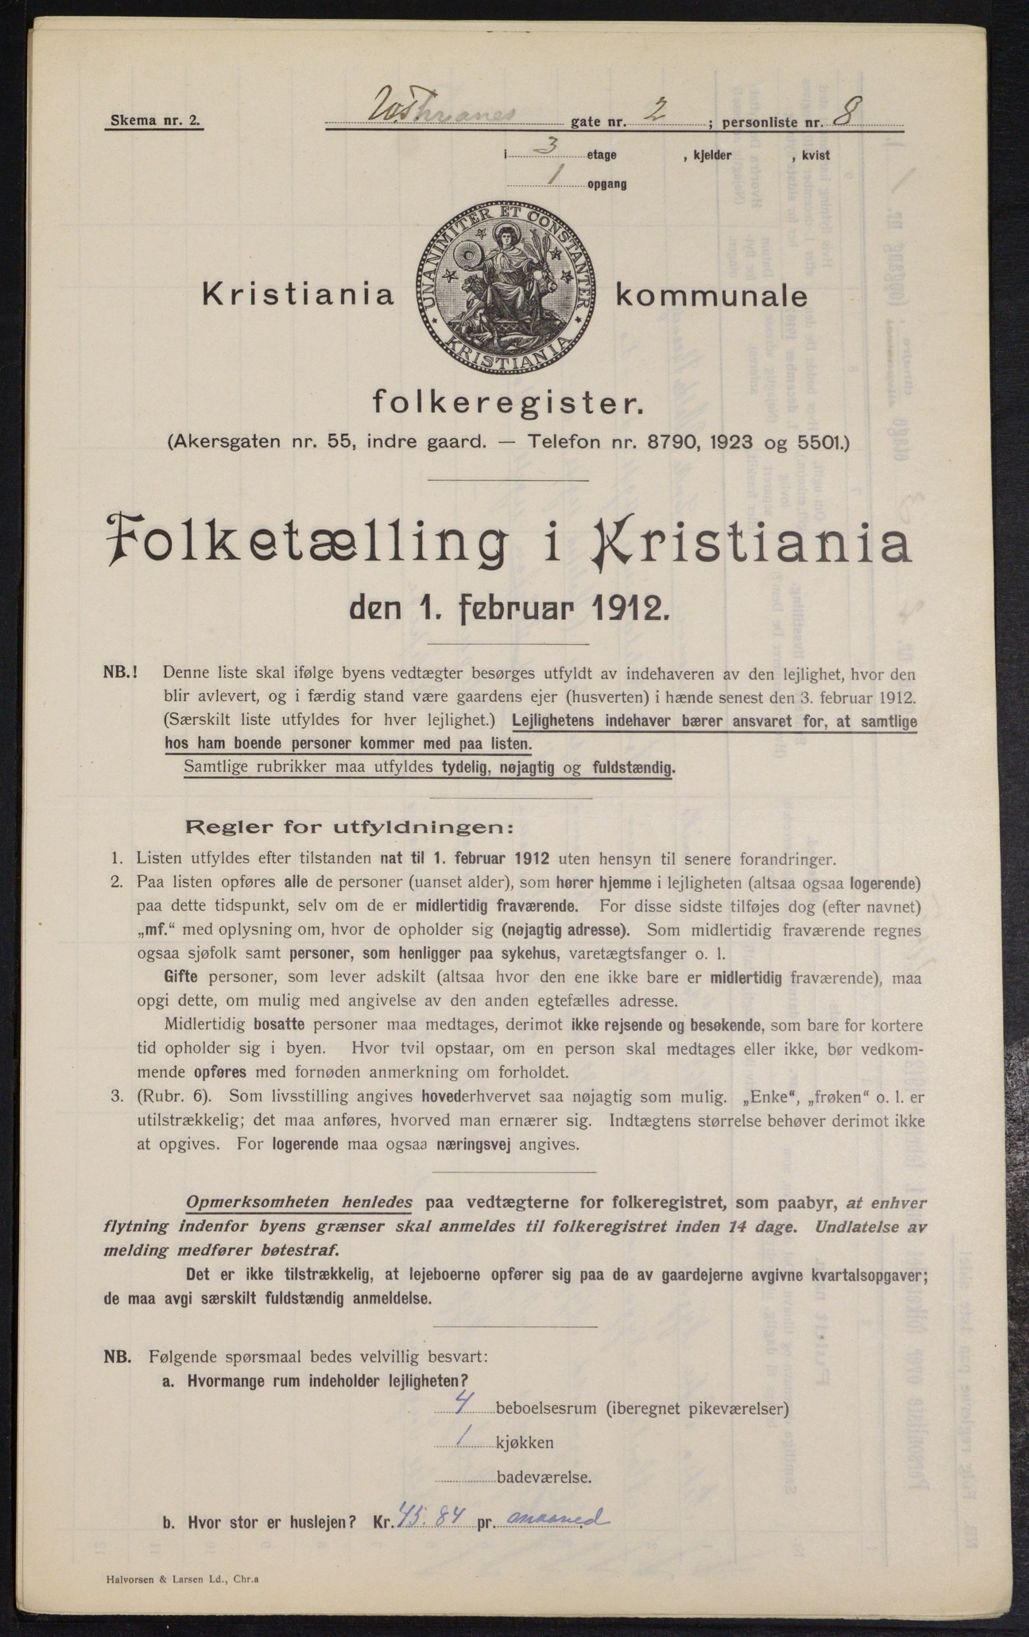 Skema nr. 2.
gate nr. 2 ; personliste nr. 8
i 3 etage , kjelder , kvist
1 opgang
UNANIMITER ET CONSTANTER
KRISTIANIA
Kristiania kommunale
folkeregister.
(Akersgaten nr. 55, indre gaard. — Telefon nr. 8790, 1923 og 5501.)
Folketælling i Kristiania
den 1. februar 1912.
NB.! Denne liste skal ifølge byens vedtægter besørges utfyldt av indehaveren av den lejlighet, hvor den
blir avlevert, og i færdig stand være gaardens ejer (husverten) i hænde senest den 3. februar 1912.
(Særskilt liste utfyldes for hver lejlighet.) Lejlighetens indehaver bærer ansvaret for, at samtlige
hos ham boende personer kommer med paa listen.
Samtlige rubrikker maa utfyldes tydelig, nøjagtig og fuldstændig.
Regler for utfyldningen:
1. Listen utfyldes efter tilstanden nat til 1. februar 1912 uten hensyn til senere forandringer.
2. Paa listen opføres alle de personer (uanset alder), som hører hjemme i lejligheten (altsaa ogsaa logerende)
paa dette tidspunkt, selv om de er midlertidig fraværende. For disse sidste tilføjes dog (efter navnet)
„mf.“ med oplysning om, hvor de opholder sig (nøjagtig adresse). Som midlertidig fraværende regnes
ogsaa sjøfolk samt personer, som henligger paa sykehus, varetægtsfanger o. l.
Gifte personer, som lever adskilt (altsaa hvor den ene ikke bare er midlertidig fraværende), maa
opgi dette, om mulig med angivelse av den anden egtefælles adresse.
Midlertidig bosatte personer maa medtages, derimot ikke rejsende og besøkende, som bare for kortere
tid opholder sig i byen. Hvor tvil opstaar, om en person skal medtages eller ikke, bør vedkom-
mende opføres med fornøden anmerkning om forholdet.
3. (Rubr. 6). Som livsstilling angives hovederhvervet saa nøjagtig som mulig. „Enke“, „frøken“ o. l. er
utilstrækkelig; det maa anføres, hvorved man ernærer sig. Indtægtens størrelse behøver derimot ikke
at opgives. For logerende maa ogsaa næringsvej angives.
Opmerksomheten henledes paa vedtægterne for folkeregistret, som paabyr, at enhver
flytning indenfor byens grænser skal anmeldes til folkeregistret inden 14 dage. Undlatelse av
melding medfører bøtestraf.
Det er ikke tilstrækkelig, at lejeboerne opfører sig paa de av gaardejerne avgivne kvartalsopgaver;
de maa avgi særskilt fuldstændig anmeldelse.
NB. Følgende spørsmaal bedes velvillig besvart:
a. Hvormange rum indeholder lejligheten?
4 beboelsesrum (iberegnet pikeværelser)
1 kjøkken
badeværelse.
b. Hvor stor er huslejen? Kr. 45.84 pr. maaned
Halvorsen & Larsen Ld., Chr.a